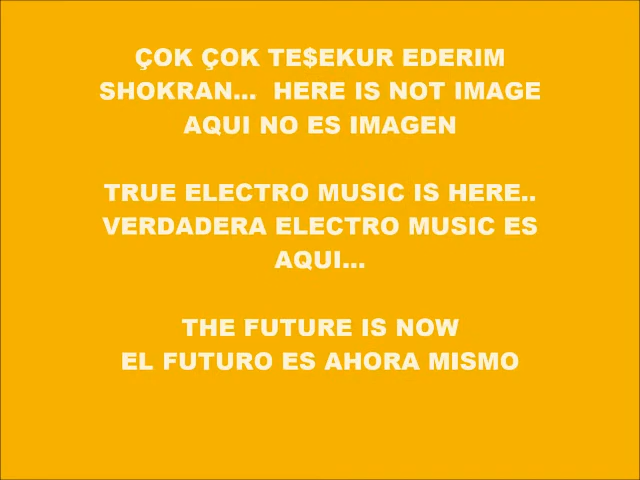 ÇOK ÇOK TE$EKUR EDERIM
SHOKRAN...  HERE IS NOT IMAGE
AQUI NO ES IMAGEN
TRUE ELECTRO MUSIC IS HERE..
VERDADERA ELECTRO MUSIC ES
AQUI...
THE FUTURE IS NOW
EL FUTURO ES AHORA MISMO